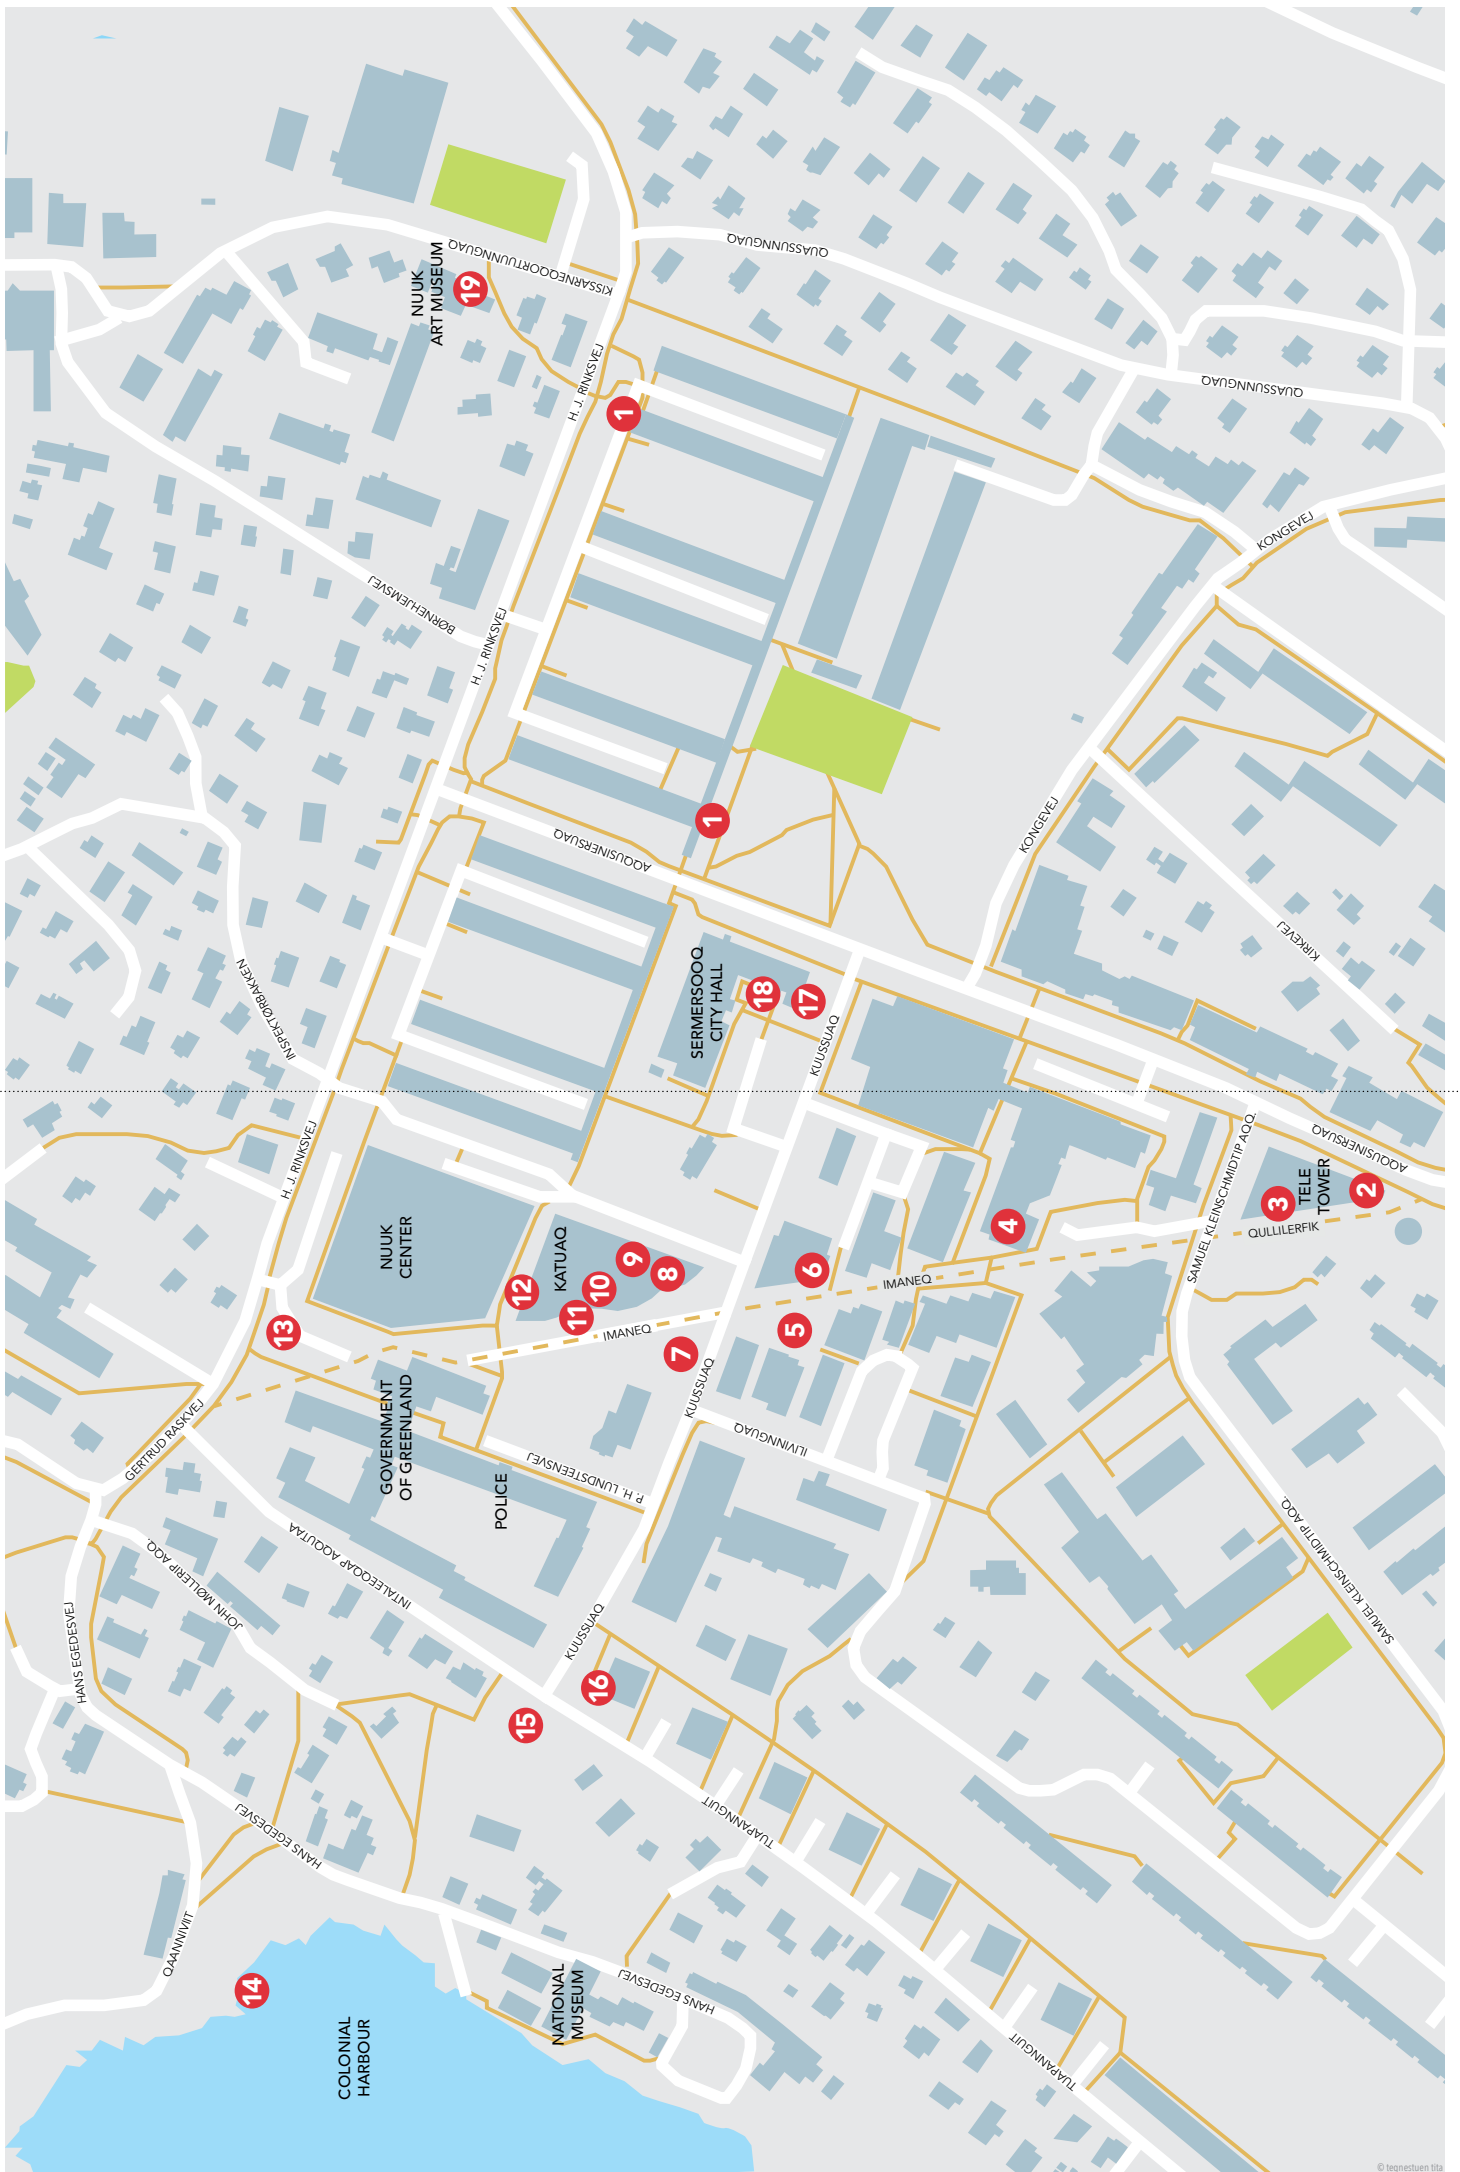 NUUK
ART MUSEUM
19
KISSARNEQQORTUUNNGUAQ
QUASSUNNGUAQ
H. J. RINKSVEJ
1
QUASSUNNGUAQ
KONGEVEJ
BØRNEHJEMSVEJ
H. J. RINKSVEJ
1
AQQUSINERSUAQ
KONGEVEJ
KIRKEVEJ
INSPEKTØRBAKKEN
SERMERSOOQ
CITY HALL
18
17
KUUSSUAQ
H. J. RINKSVEJ
NUUK
CENTER
KATUAQ
12
11
10
9
8
IMANEQ
7
6
5
4
IMANEQ
SAMUEL KLEINSCHMIDTIP AQQ.
AQQUSINERSUAQ
3
TELE
TOWER
2
QULLILERFIK
13
GOVERNMENT
OF GREENLAND
KUUSSUAQ
ILIVINNGUAQ
GERTRUD RASKVEJ
POLICE
P. H. LUNDSTEENSVEJ
INTALEEQQAP AQQUTAA
JOHN MØLLERIP AQQ.
HANS EGEDESVEJ
KUUSSUAQ
16
15
SAMUEL KLEINSCHMIDTIP AQQ.
TUAPANNGUIT
HANS EGEDESVEJ
QAANNIVIIT
14
COLONIAL
HARBOUR
NATIONAL
MUSEUM
HANS EGEDESVEJ
TUAPANNGUIT
© teqnestuen tita